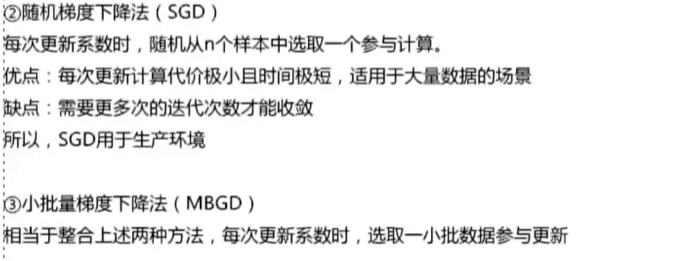 ②随机梯度下降法（SGD）
每次更新系数时，随机从n个样本中选取一个参与计算。
优点：每次更新计算代价极小且时间极短，适用于大量数据的场景
缺点：需要更多次的迭代次数才能收敛
所以，SGD用于生产环境
③小批量梯度下降法（MBGD）
相当于整合上述两种方法，每次更新系数时，选取一小批数据参与更新